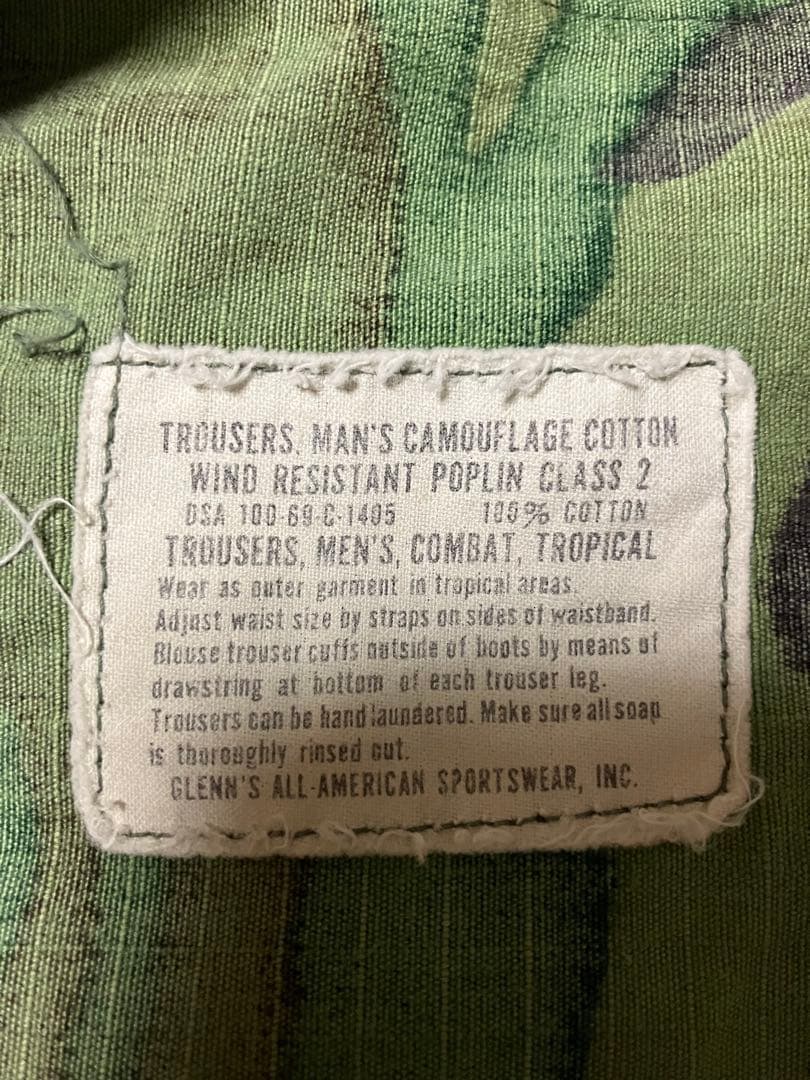 TROUSERS, MAN'S CAMOUFLAGE COTTON
WIND RESISTANT POPLIN CLASS 2
DSA 100-69-C-1405 100% COTTON
TROUSERS, MEN'S, COMBAT, TROPICAL
Wear as outer garment in tropical areas.
Adjust waist size by straps on sides of waistband.
Blouse trouser cuffs outside of boots by means of
drawstring at bottom of each trouser leg.
Trousers can be hand laundered. Make sure all soap
is thoroughly rinsed out.
GLENN'S ALL-AMERICAN SPORTSWEAR, INC.